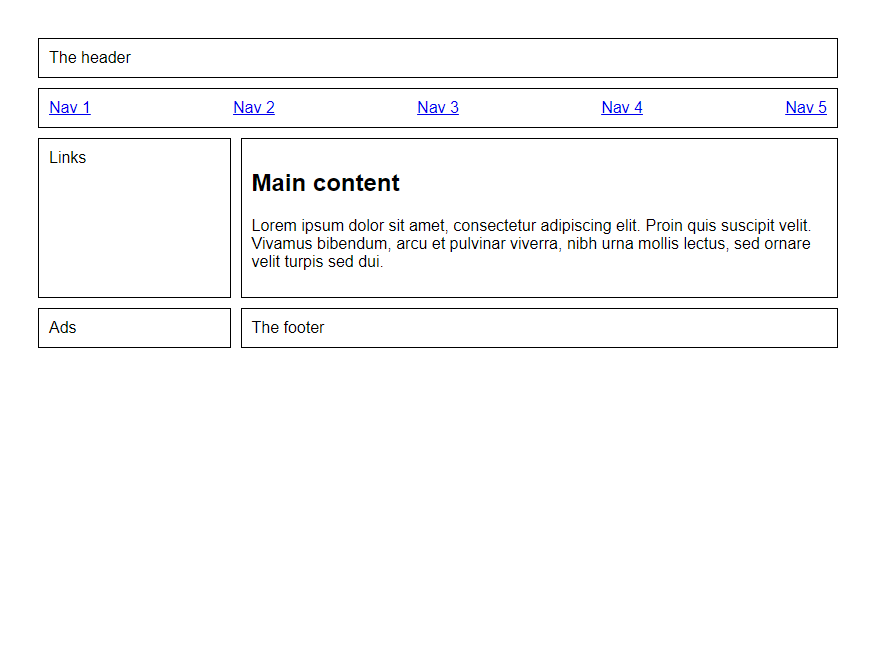 The header
Nav 1 Nav 2 Nav 3 Nav 4 Nav 5
Links
Main content
Lorem ipsum dolor sit amet, consectetur adipiscing elit. Proin quis suscipit velit.
Vivamus bibendum, arcu et pulvinar viverra, nibh urna mollis lectus, sed ornare
velit turpis sed dui.
Ads
The footer